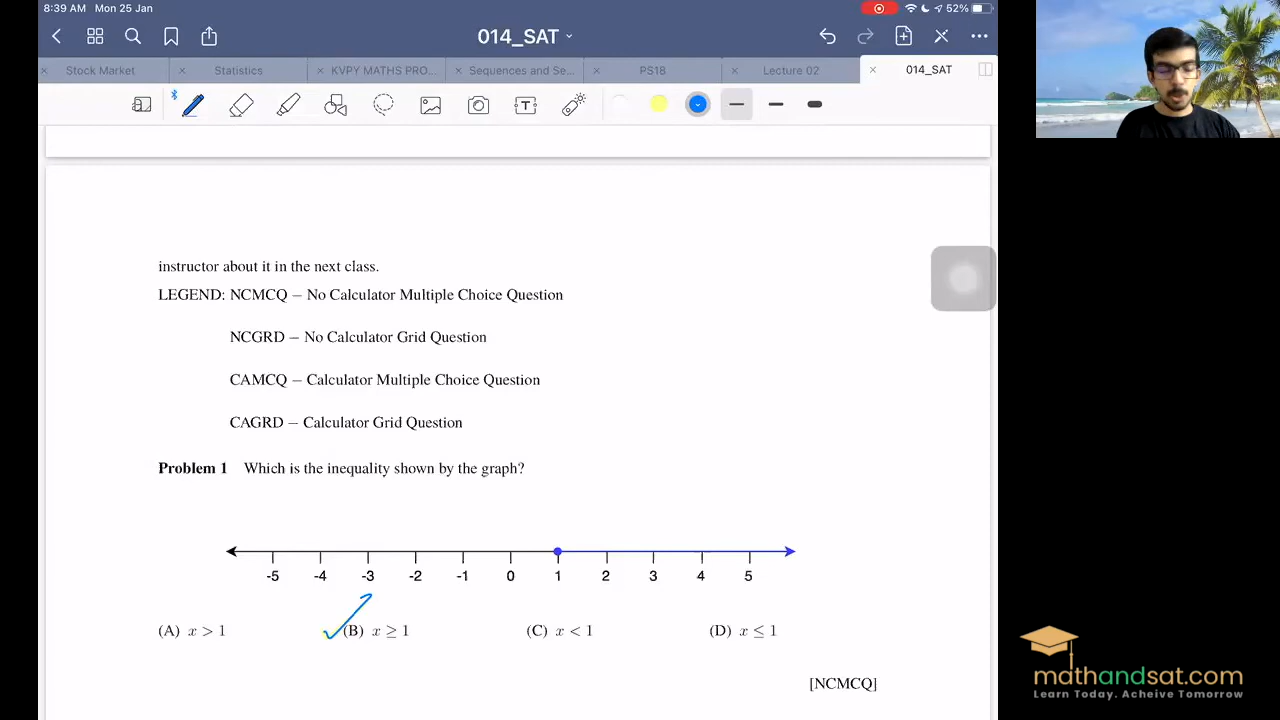 8:39 AM Mon 25 Jan
52%
014_SAT
Stock Market
Statistics
KVPY MATHS PRO...
Sequences and Se...
PS18
Lecture 02
014_SAT
T
instructor about it in the next class.
LEGEND: NCMCQ – No Calculator Multiple Choice Question
NCGRD – No Calculator Grid Question
CAMCQ – Calculator Multiple Choice Question
CAGRD – Calculator Grid Question
Problem 1 Which is the inequality shown by the graph?
-5 -4 -3 -2 -1 0 1 2 3 4 5
(A) x > 1 (B) x ≥ 1 (C) x < 1 (D) x ≤ 1
[NCMCQ]
mathandsat.com
Learn Today. Acheive Tomorrow